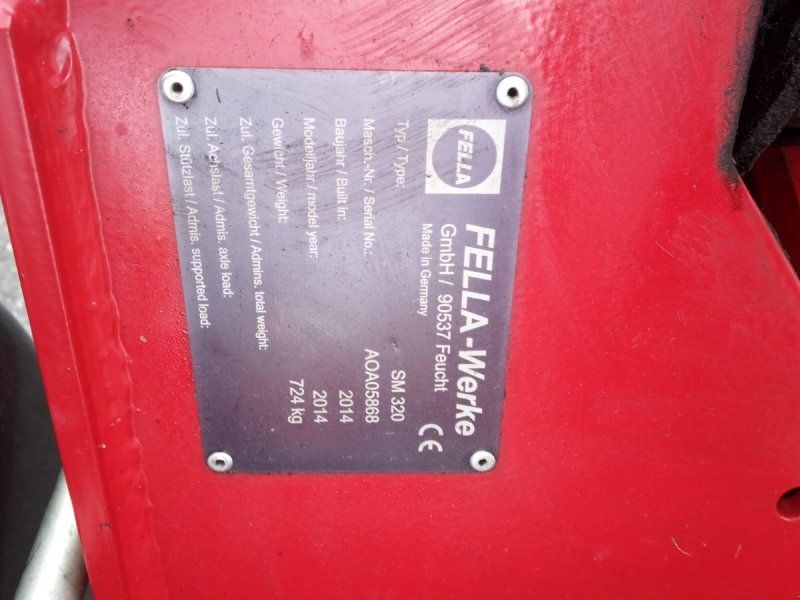 FELLA
FELLA-Werke
GmbH / 90537 Feucht
Made in Germany
CE
Typ / Type: SM 320
Masch.-Nr. / Serial No.: AOA05868
Baujahr / Built in: 2014
Modelljahr / model year: 2014
Gewicht / Weight: 724 kg
Zul. Gesamtgewicht / Admins. total weight:
Zul. Achslast / Admis. axle load:
Zul. Stützlast / Admis. supported load: